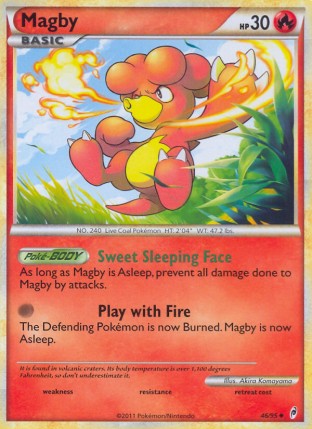 Magby
HP 30
BASIC
NO. 240 Live Coal Pokémon HT: 2'04" WT: 47.2 lbs.
Poké-BODY Sweet Sleeping Face
As long as Magby is Asleep, prevent all damage done to
Magby by attacks.
Play with Fire
The Defending Pokémon is now Burned. Magby is now
Asleep.
It is found in volcanic craters. Its body temperature is over 1,100 degrees
Fahrenheit, so don't underestimate it.
weakness resistance retreat cost
Illus. Akira Komayama
©2011 Pokémon/Nintendo 48/95